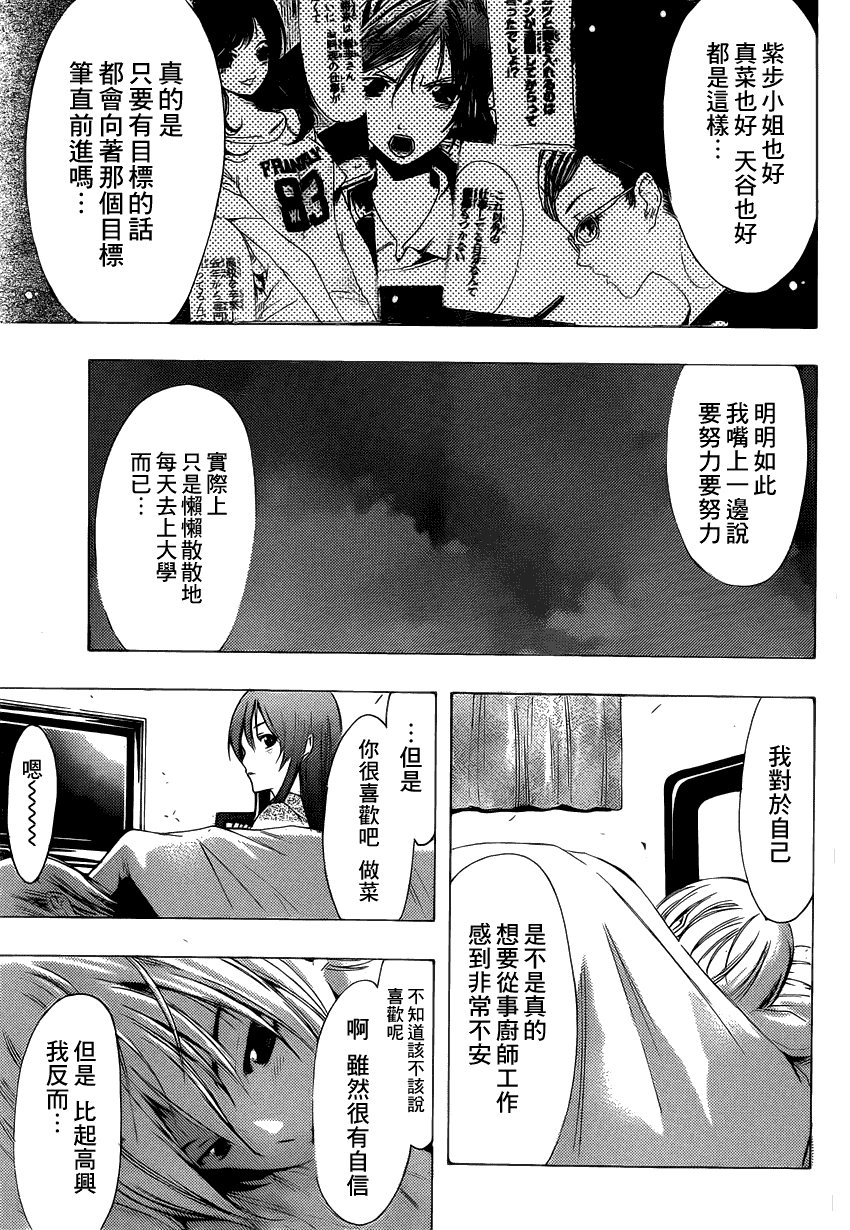 紫步小姐也好
真菜也好 天谷也好
都是這樣…
真的是
只要有目標的話
都會向著那個目標
筆直前進嗎…
FRIENDLY
83
明明如此
我嘴上一邊說
要努力要努力
實際上
只是懶懶散散地
每天去上大學
而已…
我對於自己
是不是真的
想要從事廚師工作
感到非常不安
…但是
你很喜歡吧 做菜
嗯~~~~~
不知道該不該說
喜歡呢
啊 雖然很有自信
但是 比起高興
我反而…